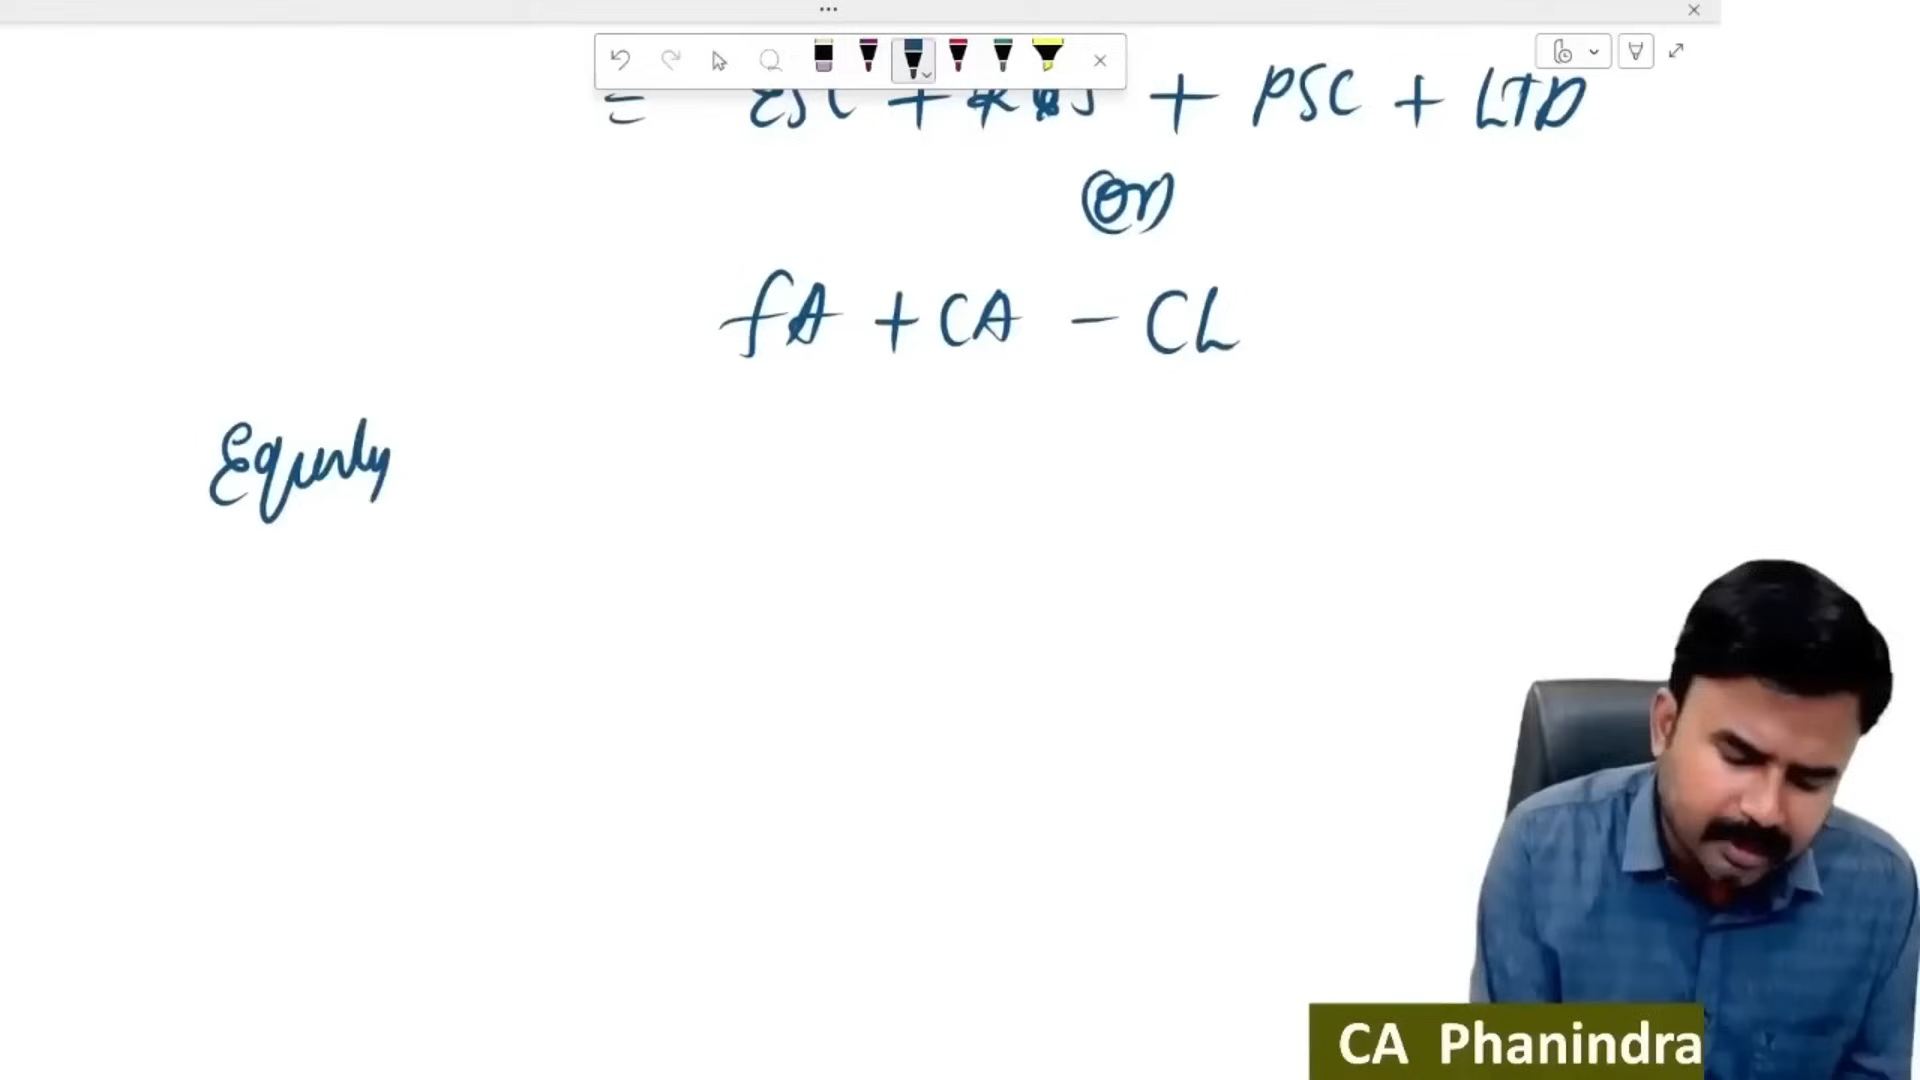 = ESC + R&S + PSC + LTD
(or)
FA + CA - CL
Equity
CA Phanindra